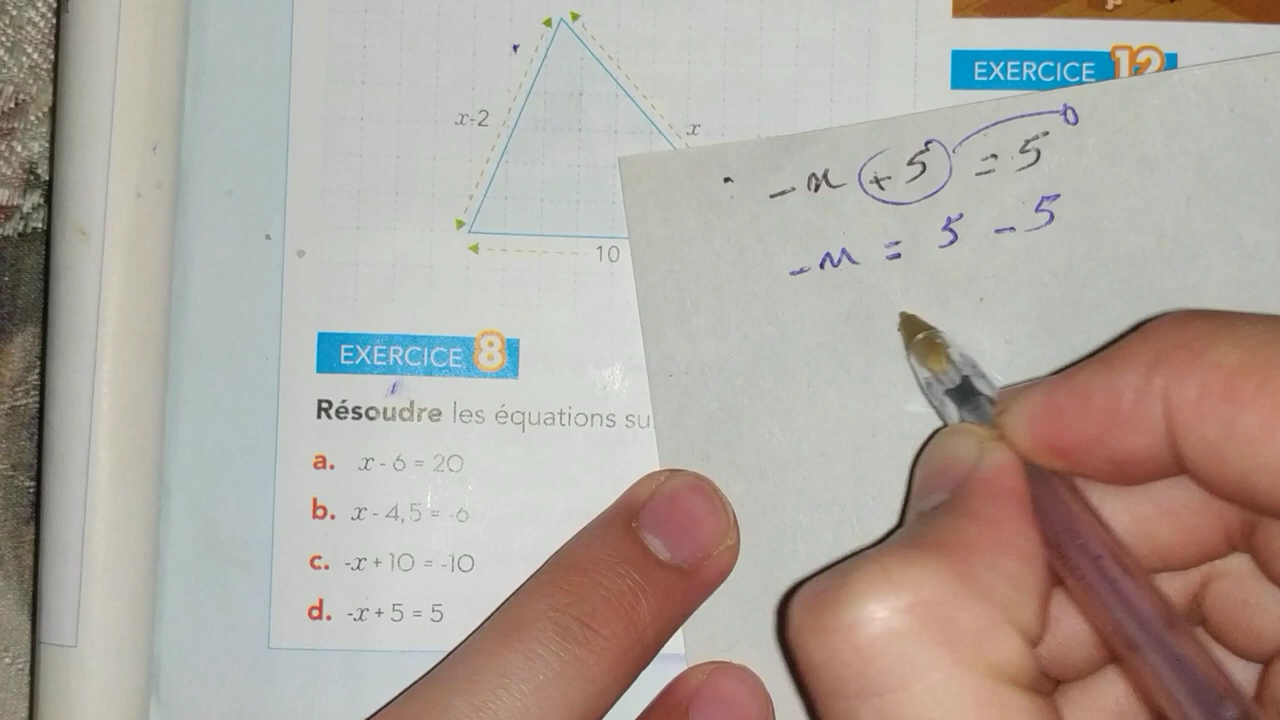 x-2
x
10
EXERCICE 8
Résoudre les équations su
a. x - 6 = 20
b. x - 4,5 = -6
c. -x + 10 = -10
d. -x + 5 = 5
EXERCICE 12
-x + 5 = 5
-x = 5 - 5